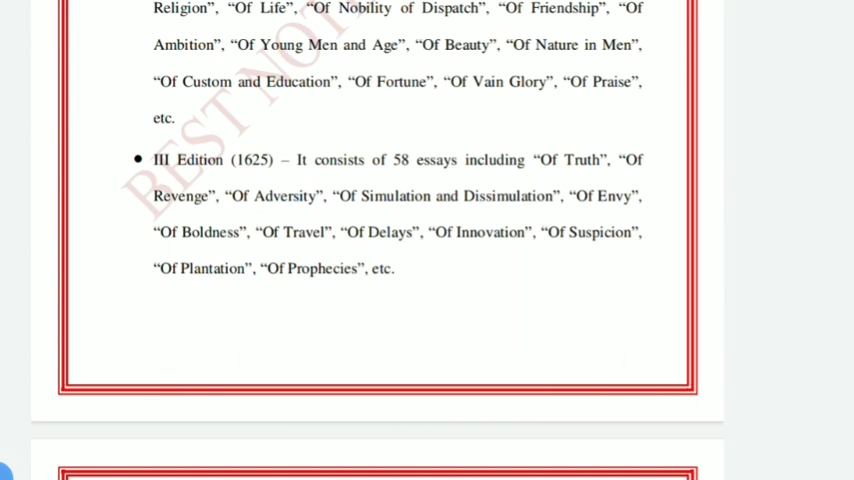 Religion”, “Of Life”, “Of Nobility of Dispatch”, “Of Friendship”, “Of
Ambition”, “Of Young Men and Age”, “Of Beauty”, “Of Nature in Men”,
“Of Custom and Education”, “Of Fortune”, “Of Vain Glory”, “Of Praise”,
etc.
● III Edition (1625) – It consists of 58 essays including “Of Truth”, “Of
Revenge”, “Of Adversity”, “Of Simulation and Dissimulation”, “Of Envy”,
“Of Boldness”, “Of Travel”, “Of Delays”, “Of Innovation”, “Of Suspicion”,
“Of Plantation”, “Of Prophecies”, etc.
BEST